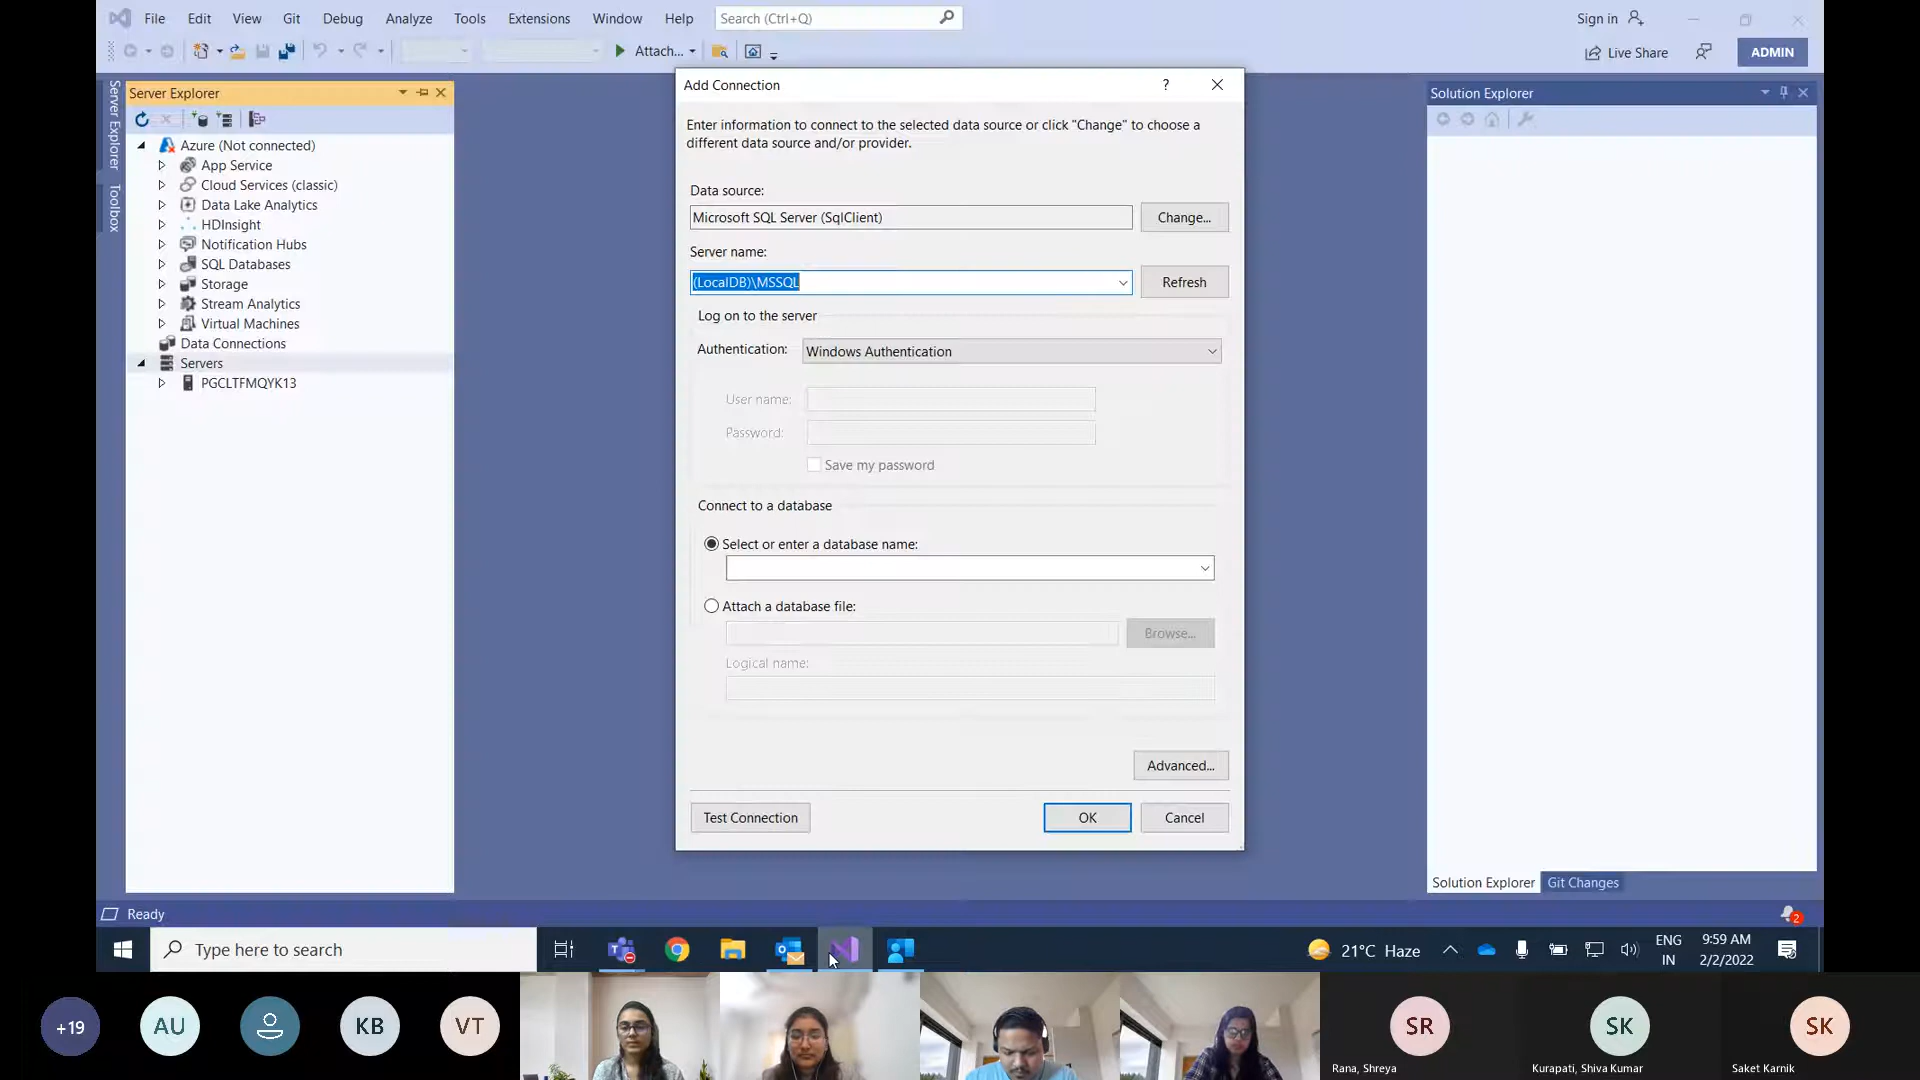 File Edit View Git Debug Analyze Tools Extensions Window Help Search (Ctrl+Q) Sign in
Attach... Live Share ADMIN
Server Explorer
Toolbox
Server Explorer
Azure (Not connected)
App Service
Cloud Services (classic)
Data Lake Analytics
HDInsight
Notification Hubs
SQL Databases
Storage
Stream Analytics
Virtual Machines
Data Connections
Servers
PGCLTFMQYK13
Add Connection ?
Enter information to connect to the selected data source or click "Change" to choose a
different data source and/or provider.
Data source:
Microsoft SQL Server (SqlClient) Change...
Server name:
(LocalDB)\MSSQL Refresh
Log on to the server
Authentication: Windows Authentication
User name:
Password:
Save my password
Connect to a database
Select or enter a database name:
Attach a database file:
Browse...
Logical name:
Advanced...
Test Connection OK Cancel
Solution Explorer
Solution Explorer Git Changes
Ready 2
Type here to search 21°C Haze ENG
IN
9:59 AM
2/2/2022
+19 AU KB VT SR SK SK
Rana, Shreya Kurapati, Shiva Kumar Saket Karnik